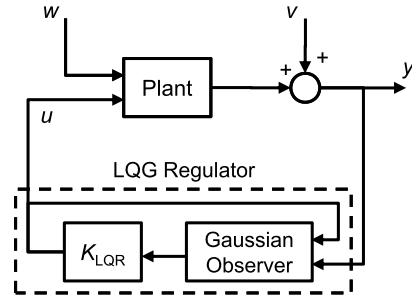 w
v
+
+
y
Plant
u
LQG Regulator
K_LQR
Gaussian
Observer